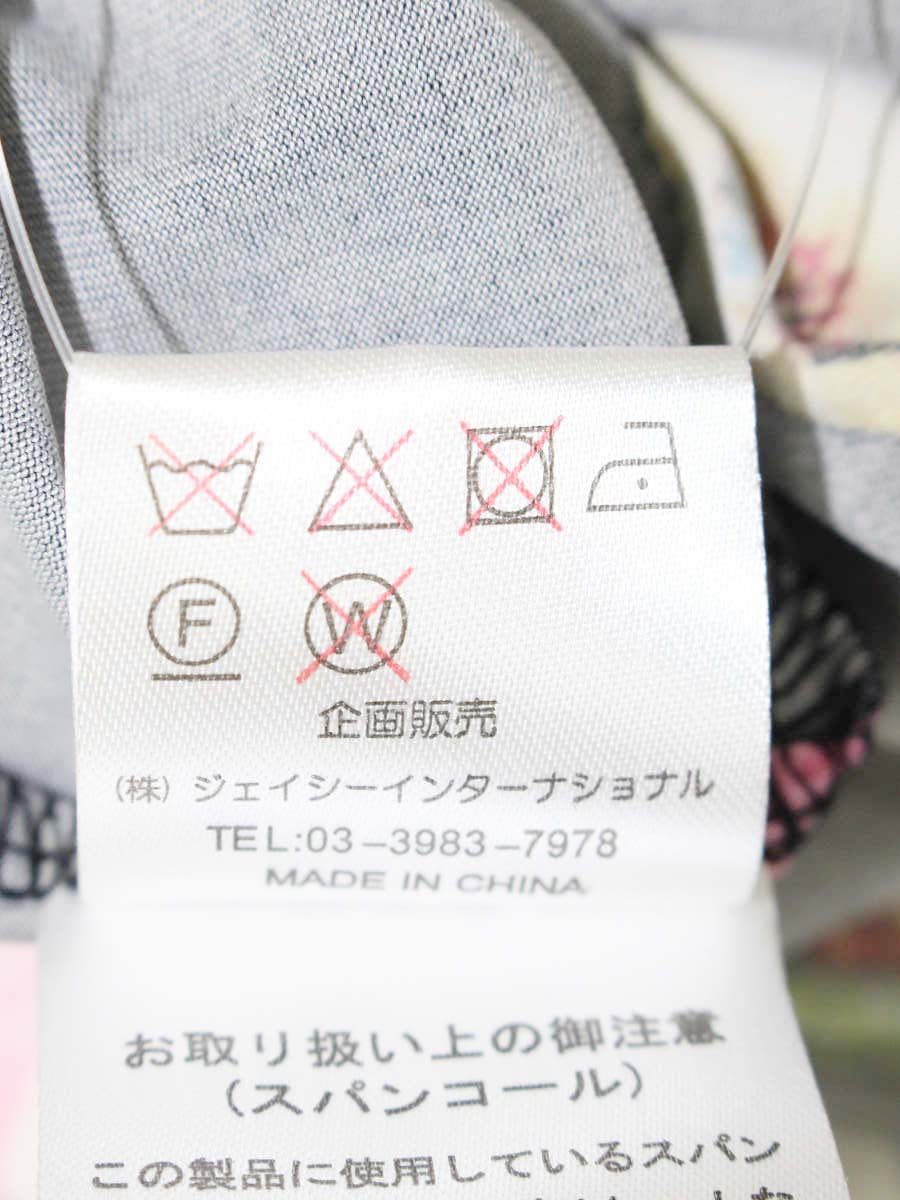 F W
企画販売
(株) ジェイシーインターナショナル
TEL:03-3983-7978
MADE IN CHINA
お取り扱い上の御注意
(スパンコール)
この製品に使用しているスパン